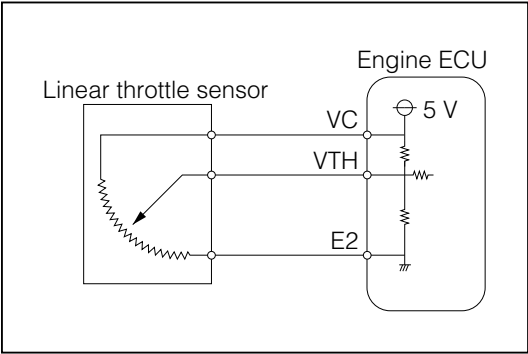 Engine ECU
Linear throttle sensor
5 V
VC
VTH
E2